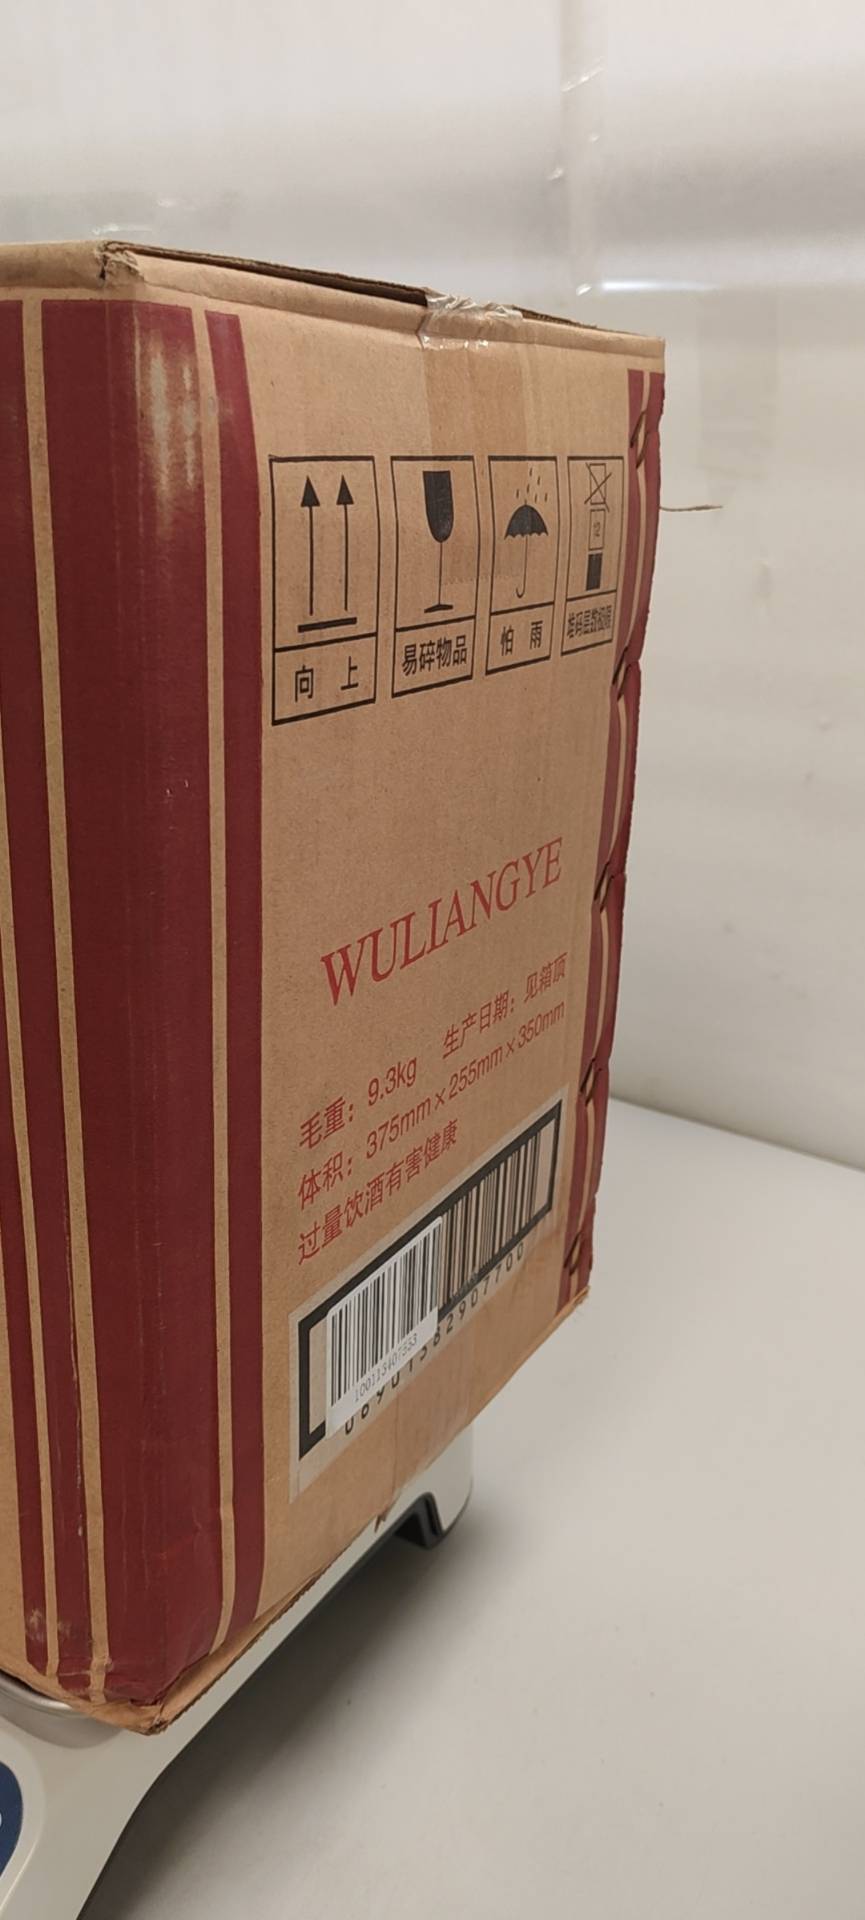 向上
易碎物品
怕雨
12
堆码层数极限
WULIANGYE
毛重：9.3kg 生产日期：见箱顶
体积：375mm×255mm×350mm
过量饮酒有害健康
100113407553